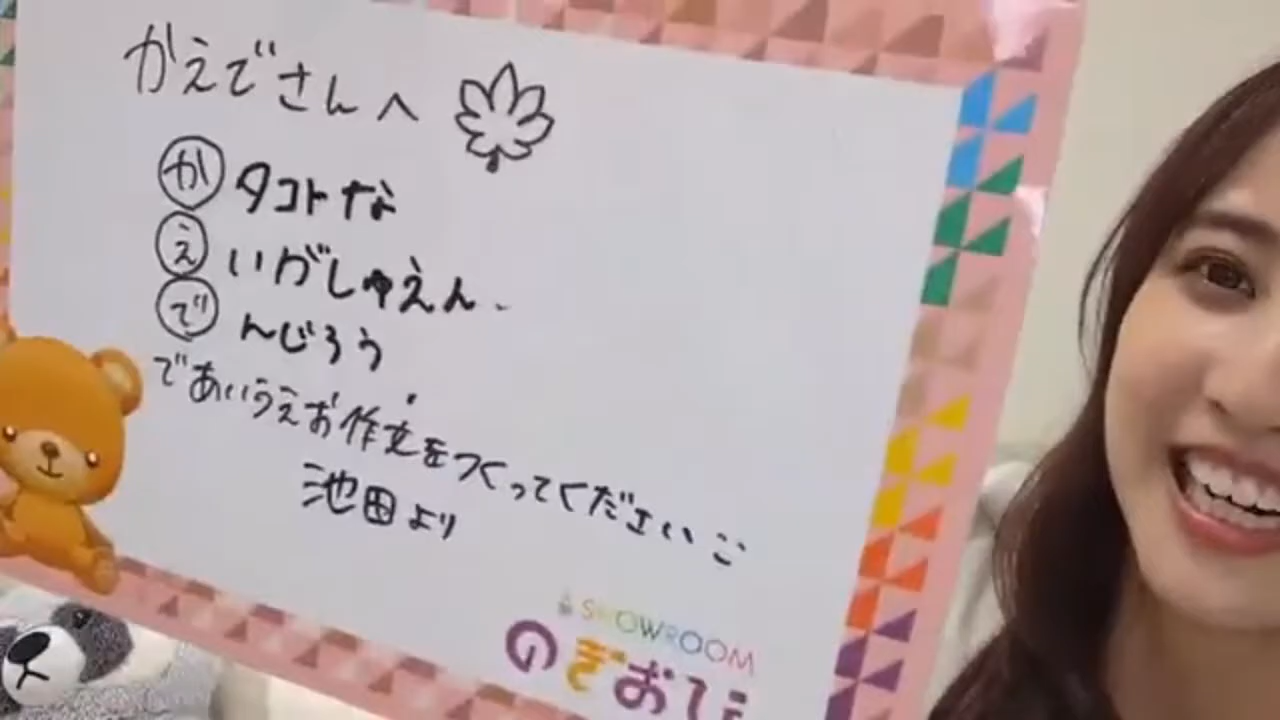 かえでさんへ
か タコトな
え いがしゅえん、
で んじろう
であいうえお作文をつくってください
池田より
SHOWROOM
のぎおび